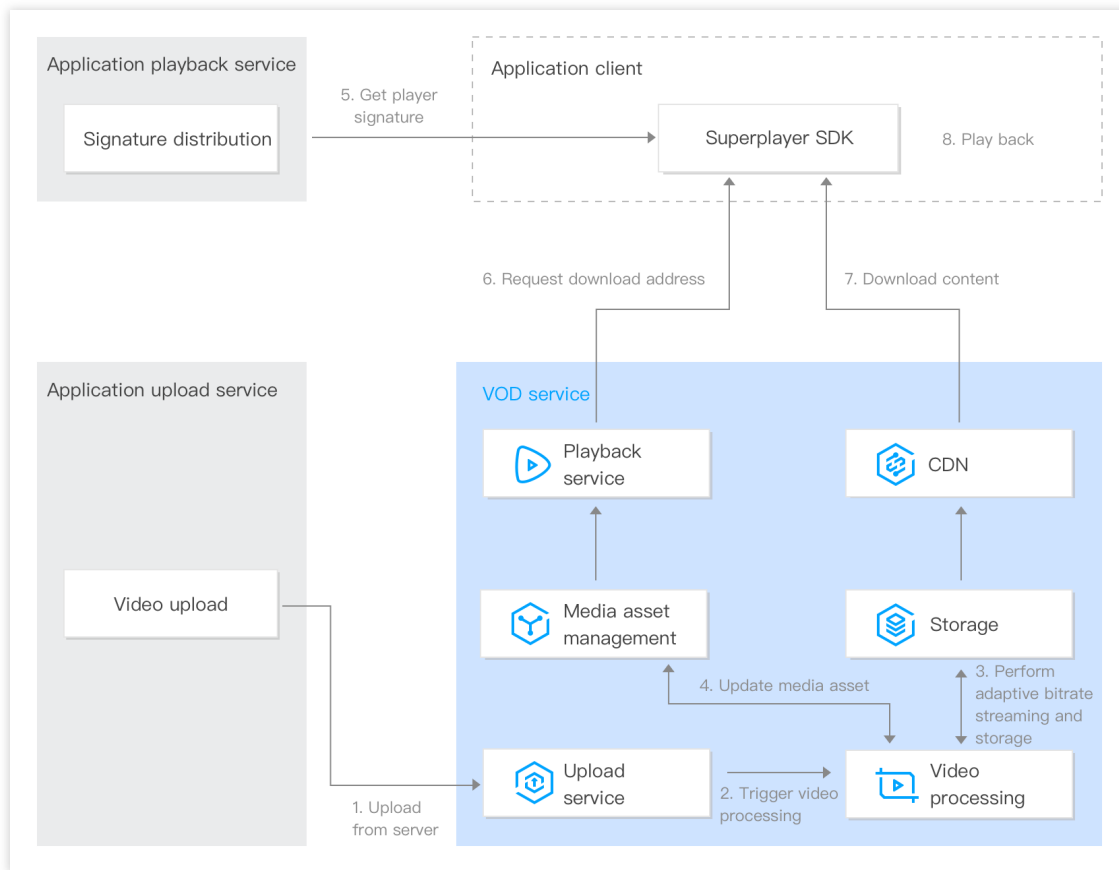 Application playback service
Signature distribution
5. Get player
signature
Application client
Superplayer SDK
8. Play back
6. Request download address
7. Download content
Application upload service
Video upload
VOD service
Playback
service
CDN
Media asset
management
Storage
4. Update media asset
3. Perform
adaptive bitrate
streaming and
storage
Upload
service
2. Trigger video
processing
Video
processing
1. Upload
from server